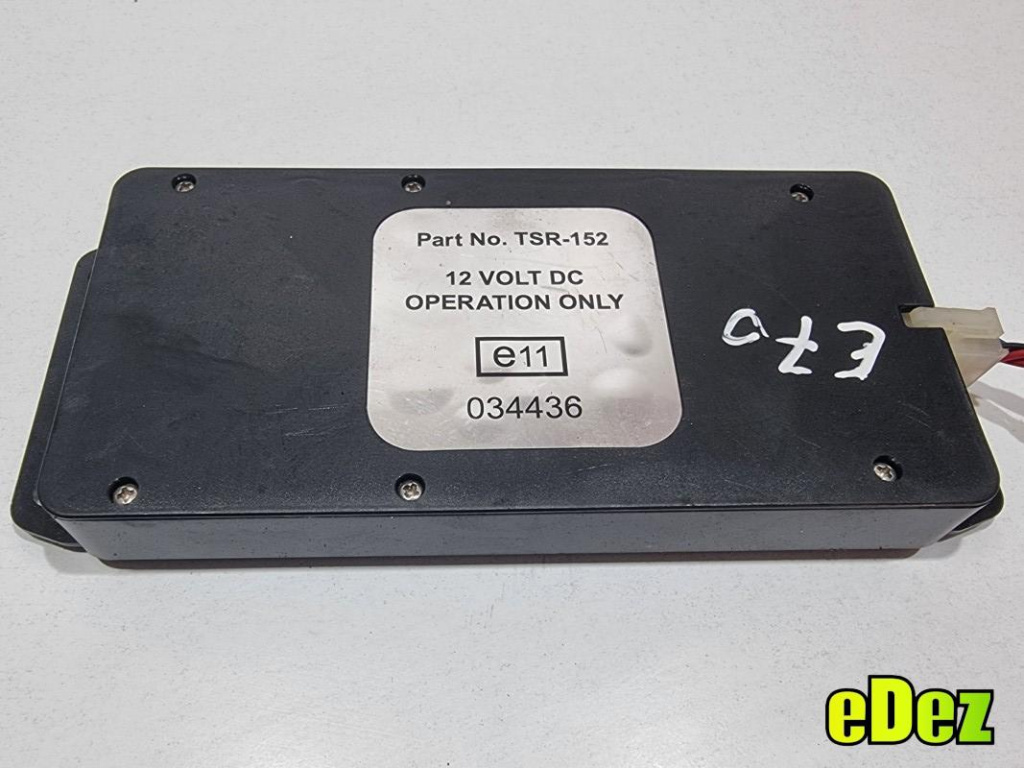 Part No. TSR-152
12 VOLT DC
OPERATION ONLY
e11
034436
E70
eDez